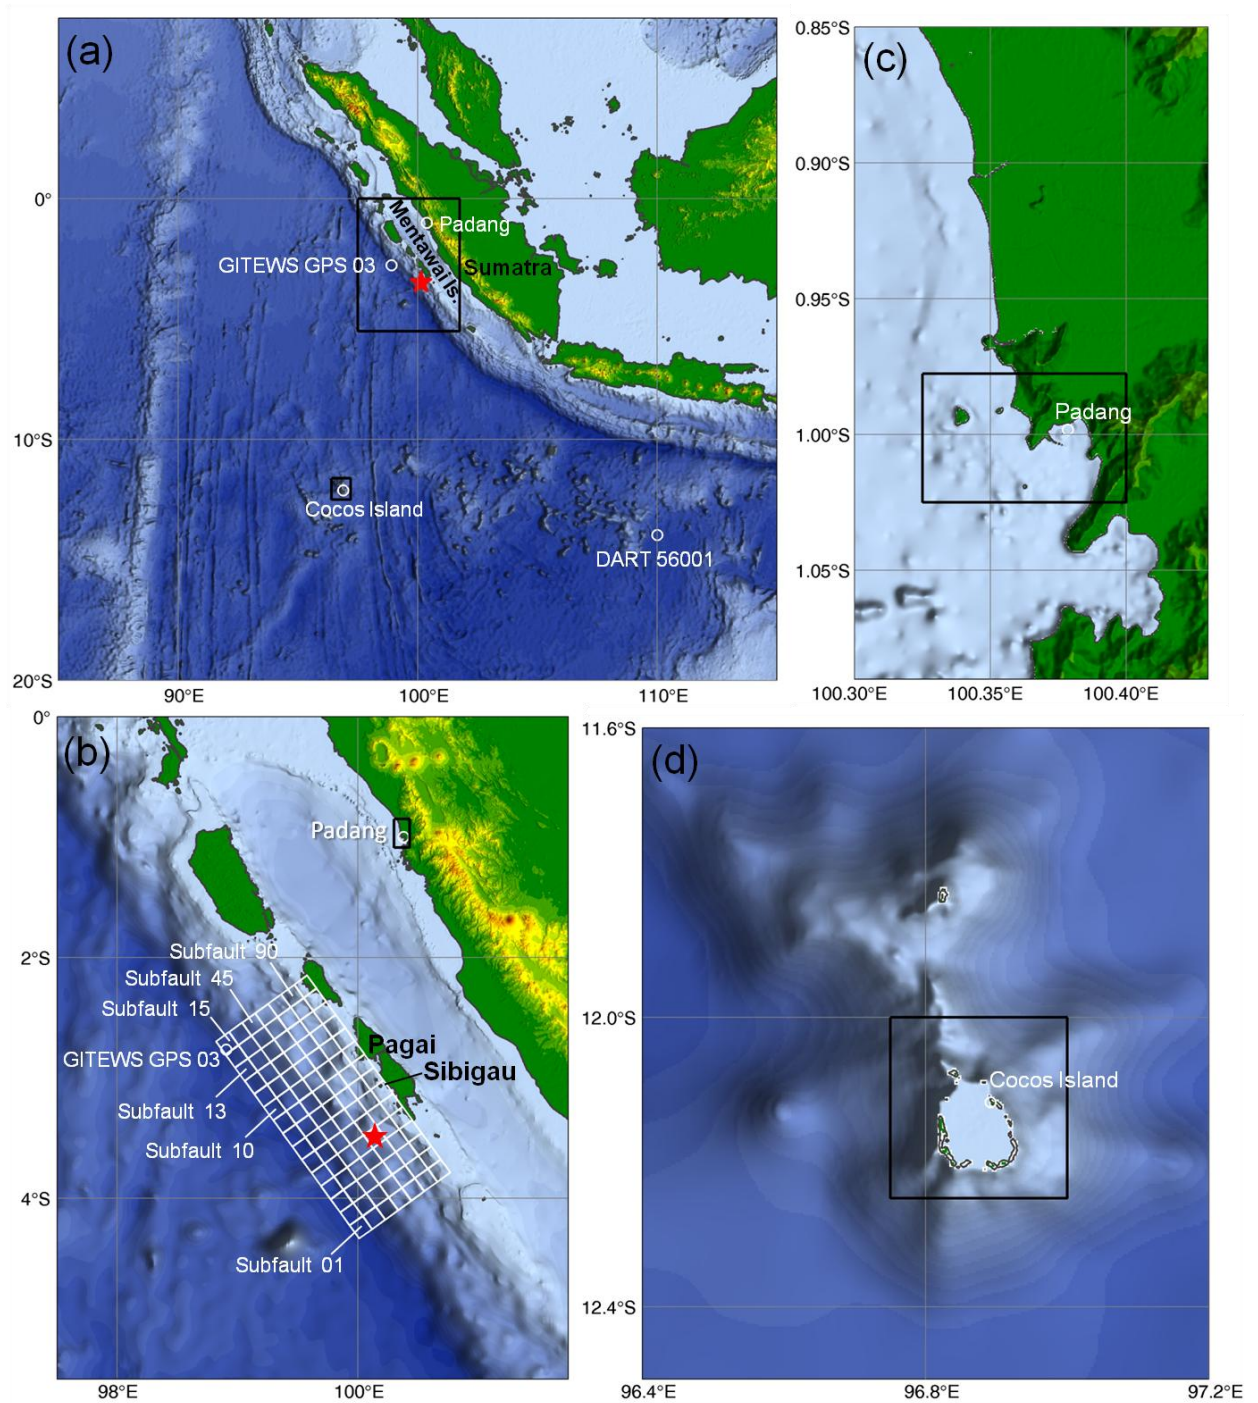 (a)
0°
10°S
20°S
90°E
100°E
110°E
Mentawai Is.
Padang
GITEWS GPS 03
Sumatra
Cocos Island
DART 56001
(c)
0.85°S
0.90°S
0.95°S
1.00°S
1.05°S
100.30°E
100.35°E
100.40°E
Padang
(b)
0°
2°S
4°S
98°E
100°E
Padang
Subfault 90
Subfault 45
Subfault 15
GITEWS GPS 03
Subfault 13
Subfault 10
Subfault 01
Pagai
Sibigau
(d)
11.6°S
12.0°S
12.4°S
96.4°E
96.8°E
97.2°E
Cocos Island